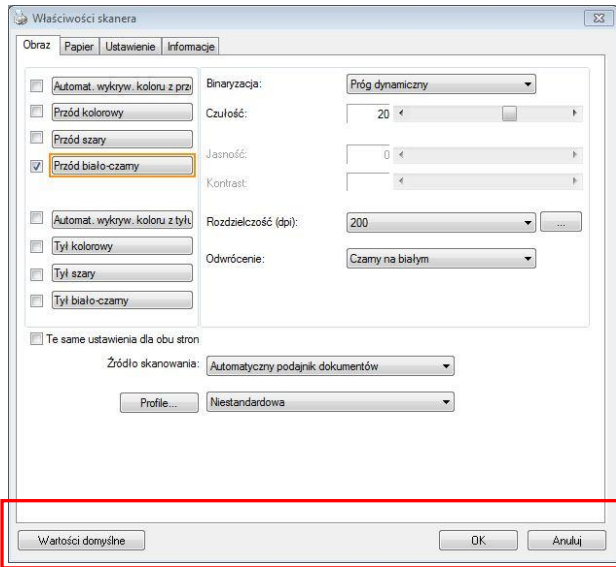 Właściwości skanera
Obraz Papier Ustawienie Informacje
Automat. wykryw. koloru z prz
Przód kolorowy
Przód szary
Przód biało-czarny
Automat. wykryw. koloru z tyłu
Tył kolorowy
Tył szary
Tył biało-czarny
Binaryzacja: Próg dynamiczny
Czułość: 20
Jasność: 0
Kontrast:
Rozdzielczość (dpi): 200 ...
Odwrócenie: Czarny na białym
Te same ustawienia dla obu stron
Źródło skanowania: Automatyczny podajnik dokumentów
Profile... Niestandardowa
Wartości domyślne OK Anuluj